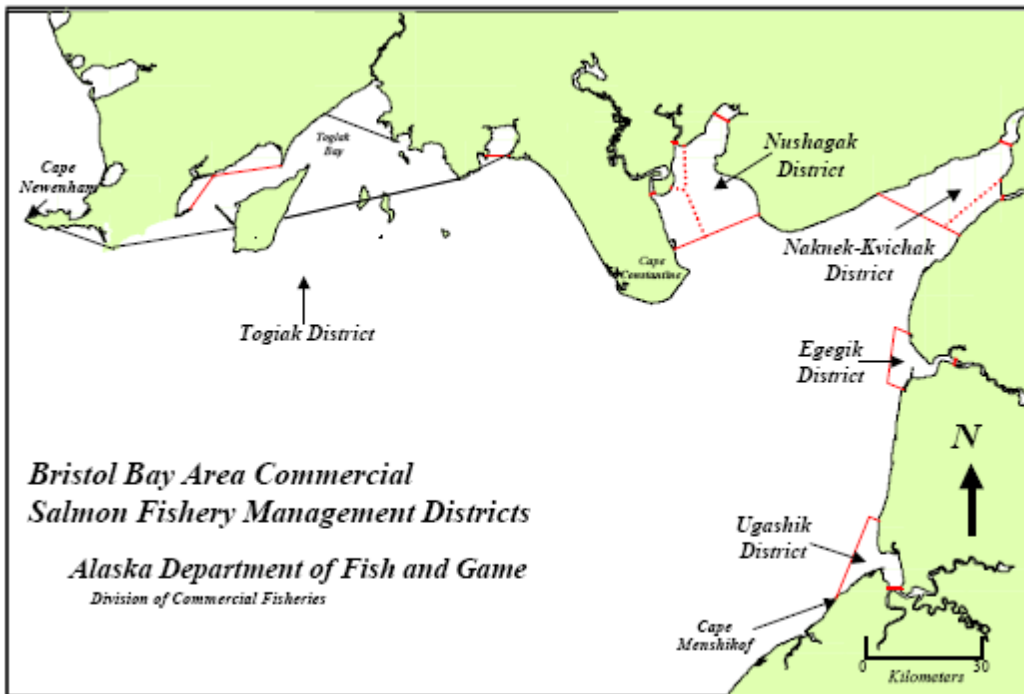 Togiak
Bay
Nushagak
District
Cape
Newenham
Naknek-Kvichak
District
Cape
Constantine
Togiak District
Egegik
District
N
Bristol Bay Area Commercial
Salmon Fishery Management Districts
Ugashik
District
Alaska Department of Fish and Game
Division of Commercial Fisheries
Cape
Menshikof
0
30
Kilometers